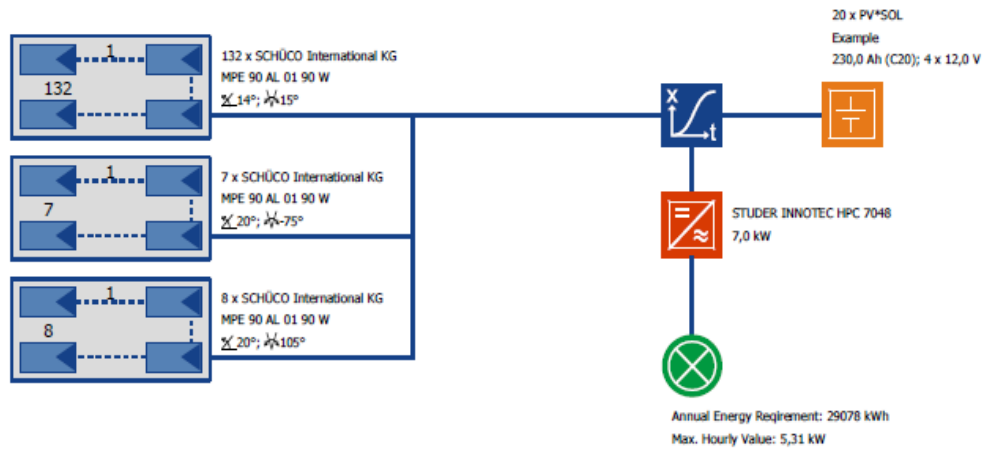 20 x PV*SOL
Example
230,0 Ah (C20); 4 x 12,0 V
1
132
132 x SCHÜCO International KG
MPE 90 AL 01 90 W
14°; 15°
x
t
1
7
7 x SCHÜCO International KG
MPE 90 AL 01 90 W
20°; -75°
=
≈
STUDER INNOTEC HPC 7048
7,0 kW
1
8
8 x SCHÜCO International KG
MPE 90 AL 01 90 W
20°; 105°
Annual Energy Reqirement: 29078 kWh
Max. Hourly Value: 5,31 kW